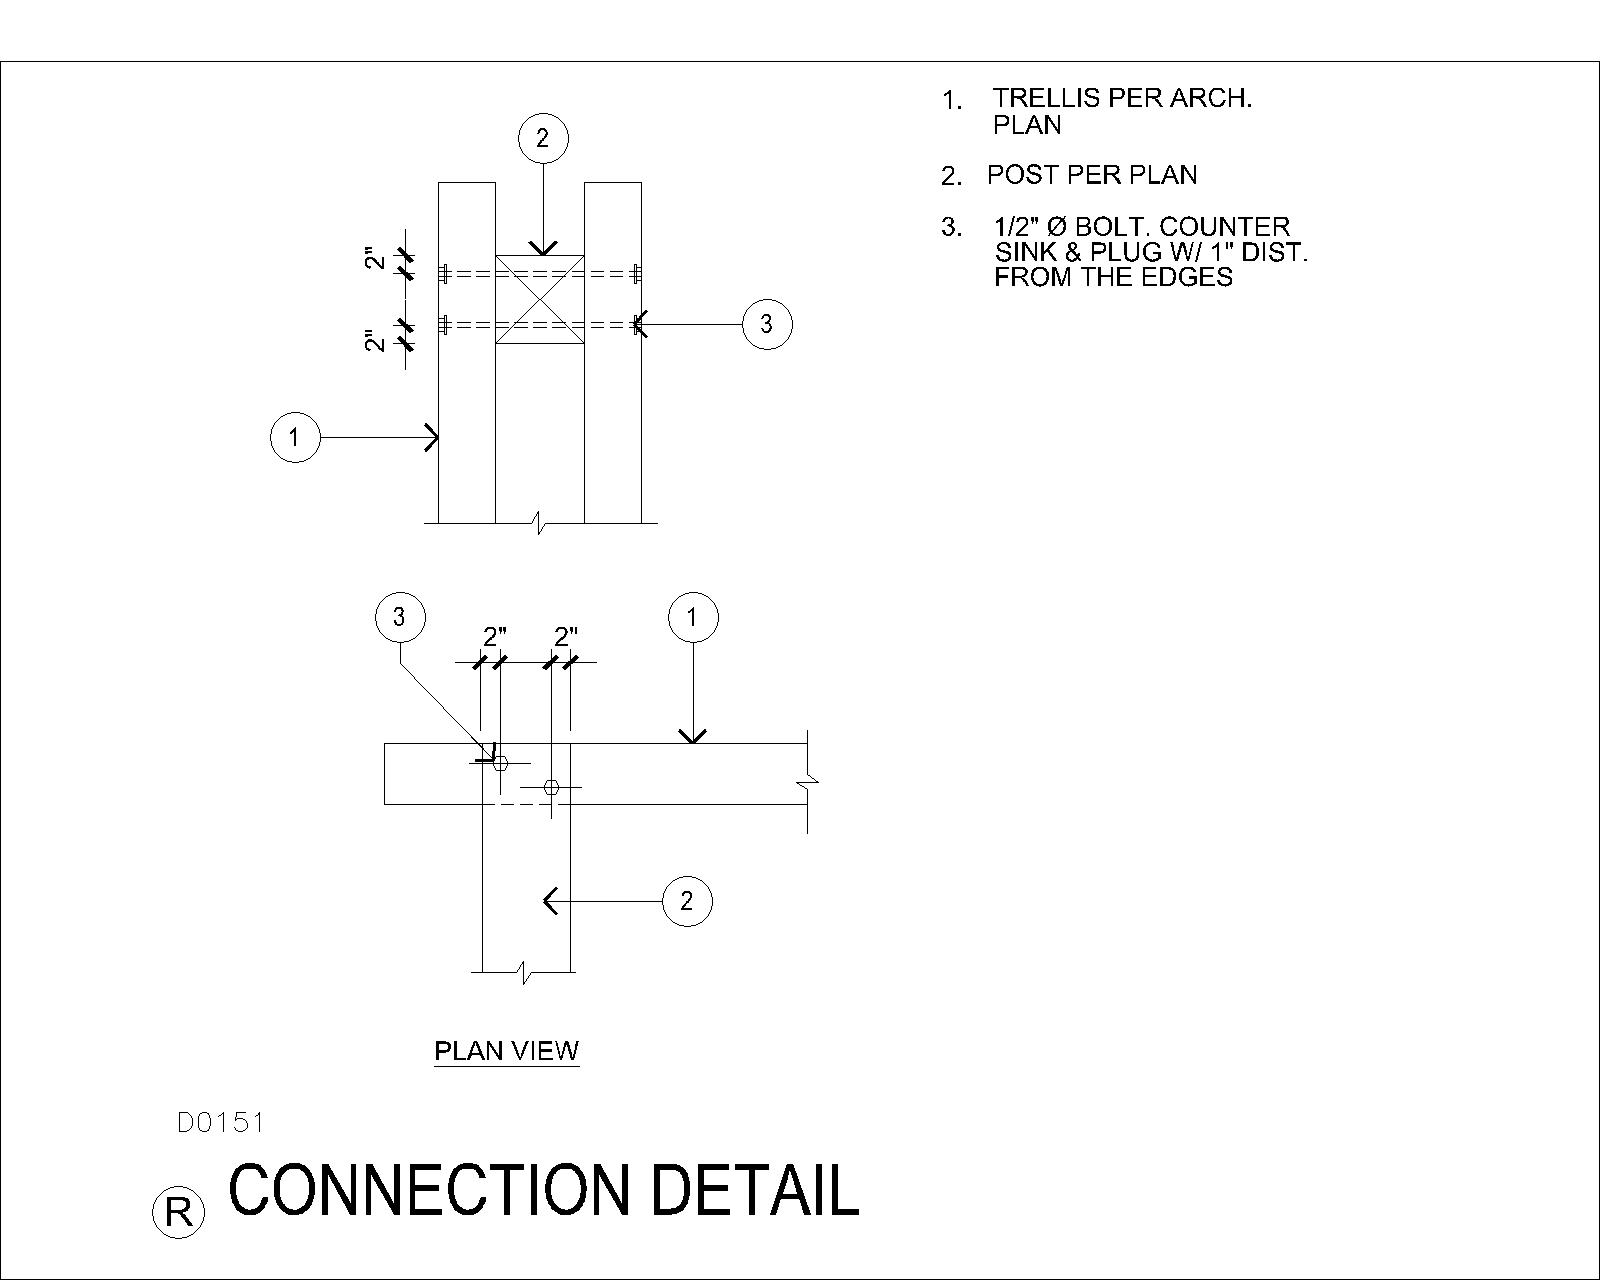 1. TRELLIS PER ARCH.
PLAN
2. POST PER PLAN
3. 1/2" Ø BOLT. COUNTER
SINK & PLUG W/ 1" DIST.
FROM THE EDGES
2
2"
2"
3
1
3
1
2"
2"
2
PLAN VIEW
D0151
R CONNECTION DETAIL